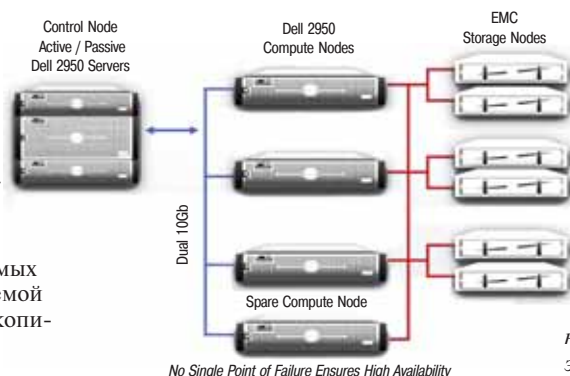 Control Node
Active / Passive
Dell 2950 Servers
Dell 2950
Compute Nodes
EMC
Storage Nodes
Dual 10Gb
мых
емой
копи-
Spare Compute Node
No Single Point of Failure Ensures High Availability